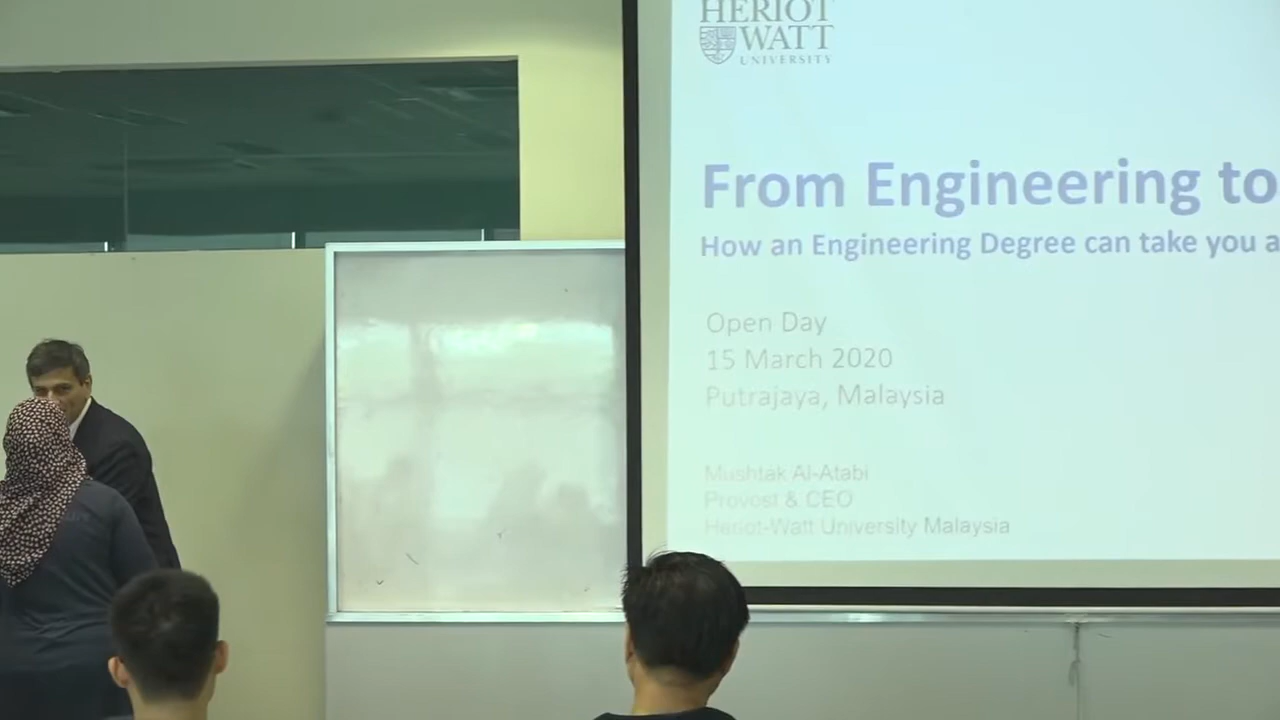 HERIOT
WATT
UNIVERSITY
From Engineering to
How an Engineering Degree can take you a
Open Day
15 March 2020
Putrajaya, Malaysia
Mushtak Al-Atabi
Provost & CEO
Heriot-Watt University Malaysia